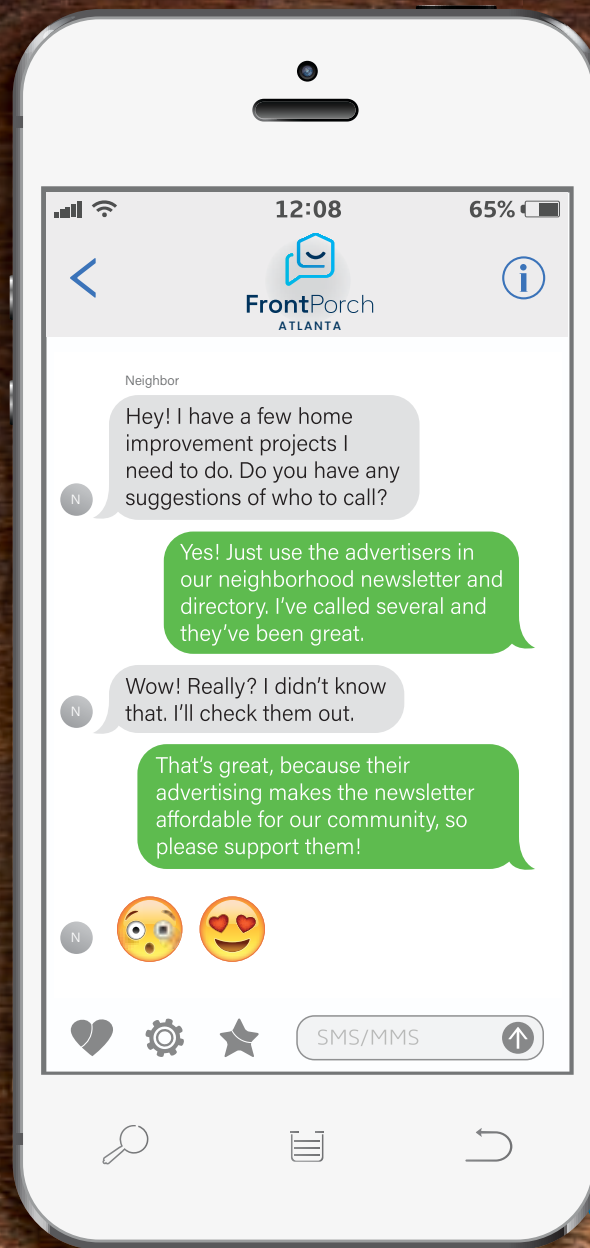 12:08
65%
FrontPorch
ATLANTA
Neighbor
Hey! I have a few home
improvement projects I
need to do. Do you have any
suggestions of who to call?
N
Yes! Just use the advertisers in
our neighborhood newsletter and
directory. I’ve called several and
they’ve been great.
Wow! Really? I didn’t know
that. I’ll check them out.
N
That’s great, because their
advertising makes the newsletter
affordable for our community, so
please support them!
N
SMS/MMS